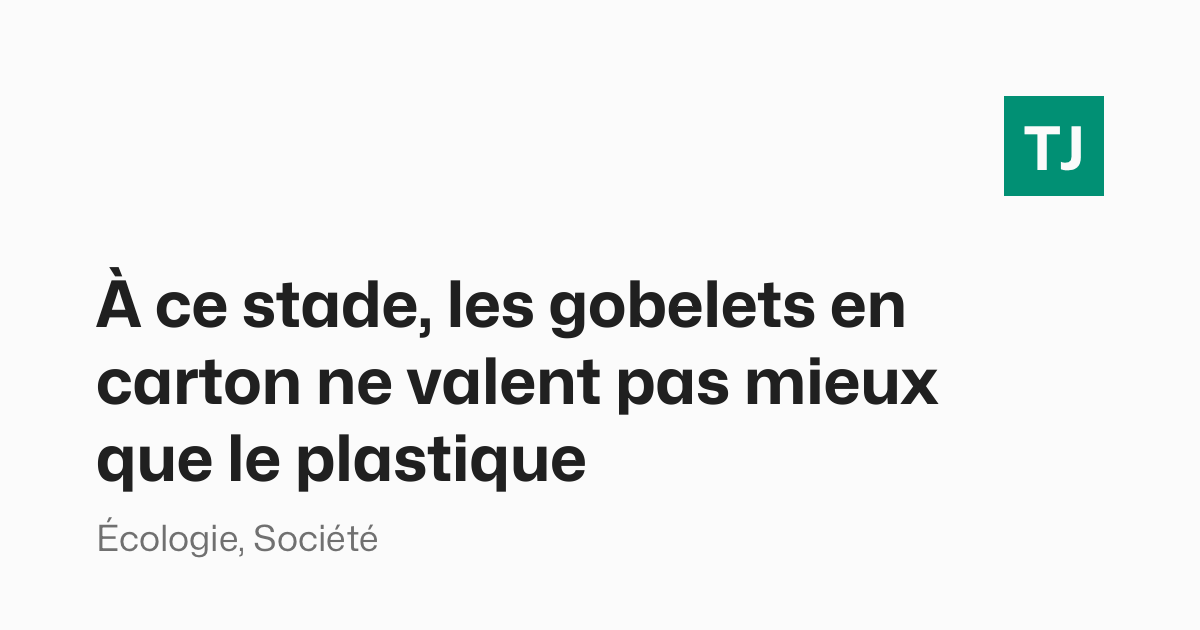 TJ
À ce stade, les gobelets en
carton ne valent pas mieux
que le plastique
Écologie, Société